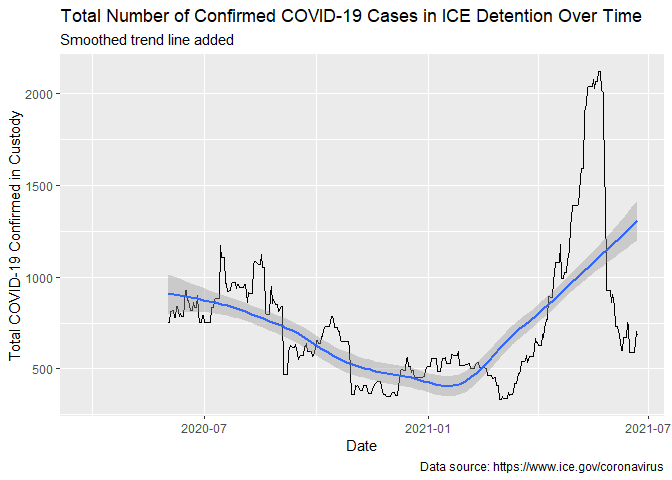 Total Number of Confirmed COVID-19 Cases in ICE Detention Over Time
Smoothed trend line added
Total COVID-19 Confirmed in Custody
2000
1500
1000
500
2020-07
2021-01
2021-07
Date
Data source: https://www.ice.gov/coronavirus